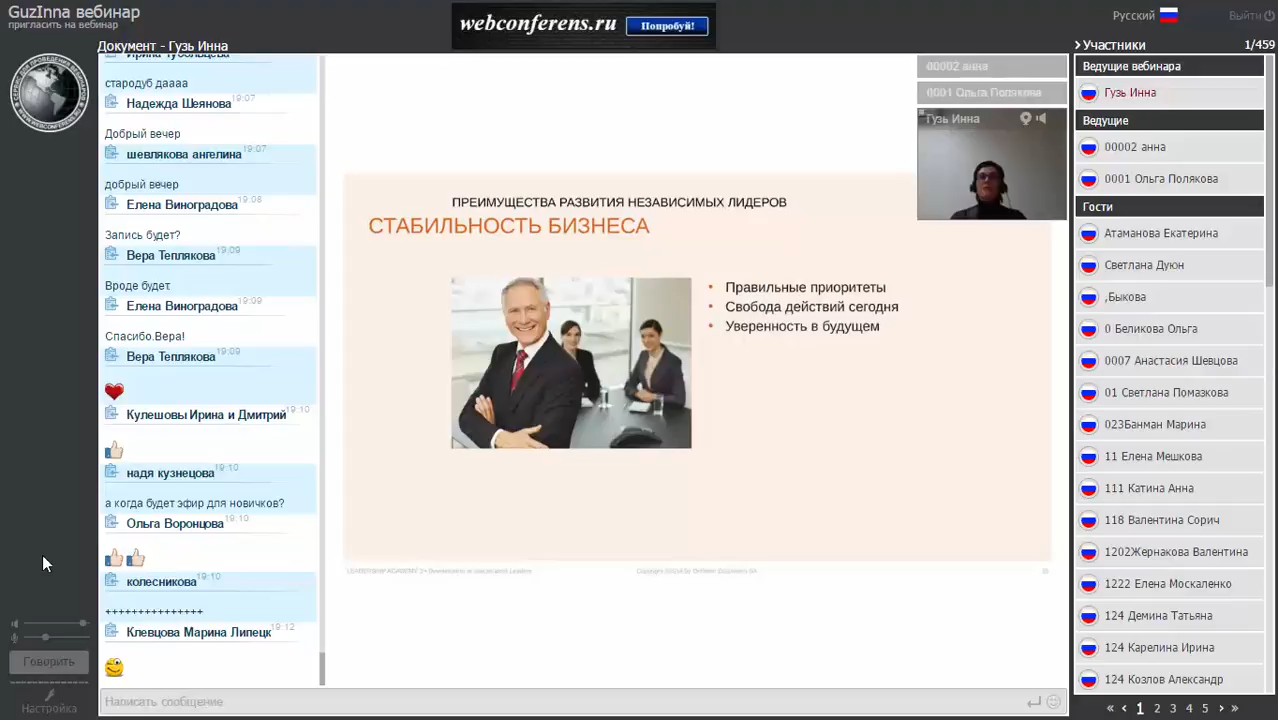 GuzInna вебинар
пригласить на вебинар
webconferens.ru
Попробуй!
Русский
Выйти
Документ - Гузь Инна
Участники
1/459
Ирина Тубольцева
стародуб даааа
Надежда Шеянова 19:07
Добрый вечер
шевлякова ангелина 19:07
добрый вечер
Елена Виноградова 19:08
Запись будет?
Вера Теплякова 19:09
Вроде будет.
Елена Виноградова 19:09
Спасибо.Вера!
Вера Теплякова 19:09
Кулешовы Ирина и Дмитрий 19:10
надя кузнецова 19:10
а когда будет эфир для новичков?
Ольга Воронцова 19:10
колесникова 19:10
+++++++++++++++
Клевцова Марина Липецк 19:12
Написать сообщение
Говорить
Настройка
ПРЕИМУЩЕСТВА РАЗВИТИЯ НЕЗАВИСИМЫХ ЛИДЕРОВ
СТАБИЛЬНОСТЬ БИЗНЕСА
• Правильные приоритеты
• Свобода действий сегодня
• Уверенность в будущем
00002 анна
0001 Ольга Полякова
Гузь Инна
Ведущие вебинара
Гузь Инна
Ведущие
00002 анна
0001 Ольга Полякова
Гости
Атаманова Екатерина
Светлана Дуюн
,Быкова
0 Беликова Ольга
0007 Анастасия Шевцова
01 Светлана Помазкова
023Банман Марина
11 Елена Мешкова
111 Катина Анна
118 Валентина Сорич
1202Жернакова Валентина
1222 Елена Москаленко
124 Демина Татьяна
124 Карелина Ирина
124 Козлов Александр
« ‹ 1 2 3 4 5 › »